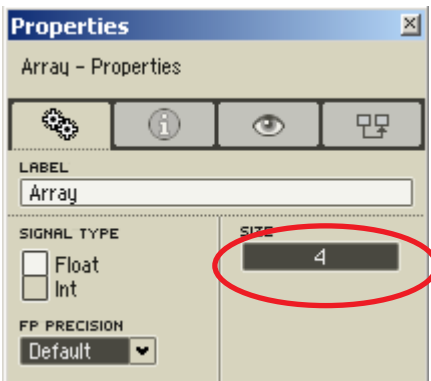 Properties
Array - Properties
LABEL
Array
SIGNAL TYPE
Float
Int
FP PRECISION
Default
SIZE
4